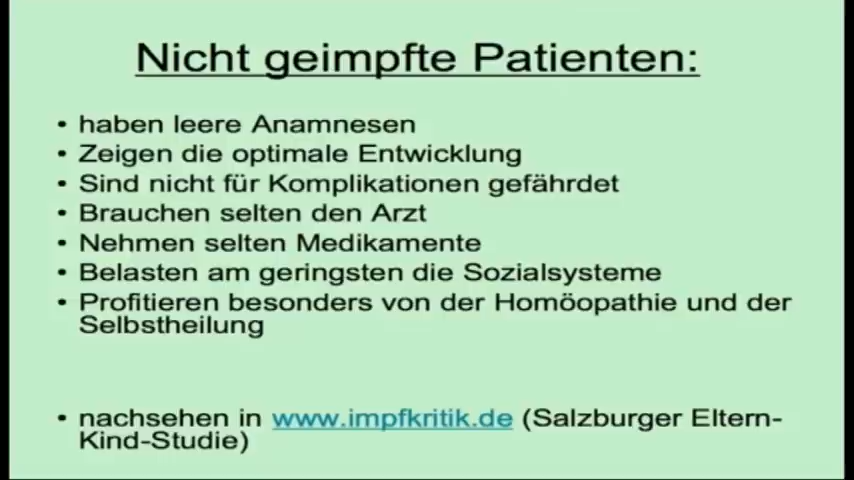 Nicht geimpfte Patienten:
• haben leere Anamnesen
• Zeigen die optimale Entwicklung
• Sind nicht für Komplikationen gefährdet
• Brauchen selten den Arzt
• Nehmen selten Medikamente
• Belasten am geringsten die Sozialsysteme
• Profitieren besonders von der Homöopathie und der
Selbstheilung
• nachsehen in www.impfkritik.de (Salzburger Eltern-
Kind-Studie)